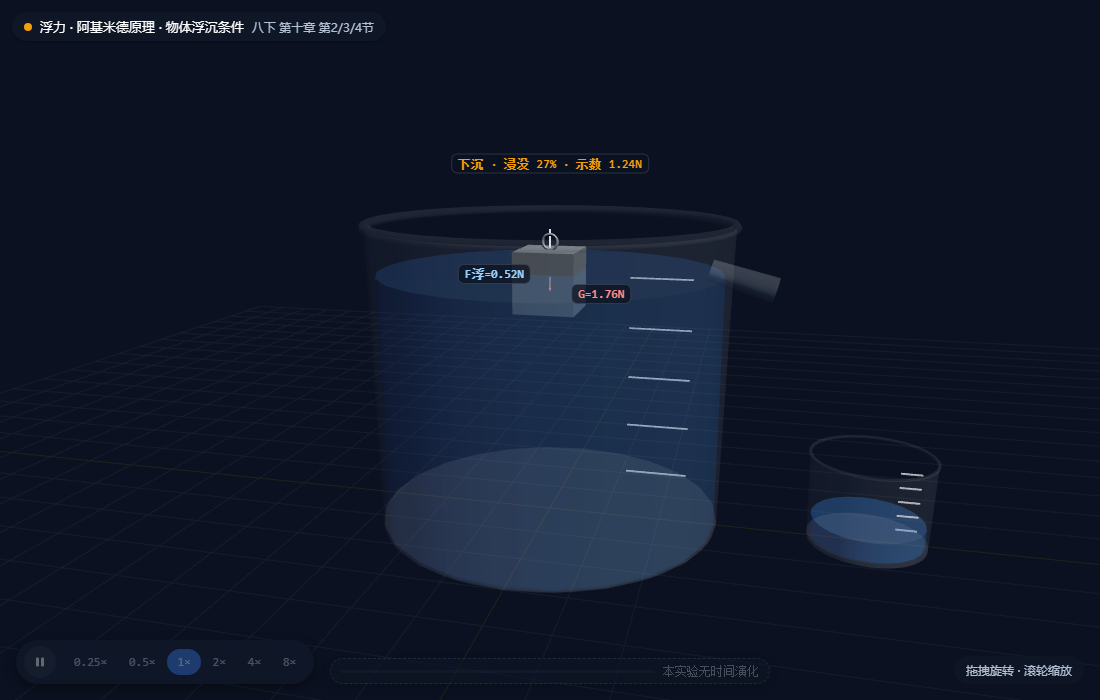 浮力 · 阿基米德原理 · 物体浮沉条件 八下 第十章 第2/3/4节
下沉 · 浸没 27% · 示数 1.24N
F浮=0.52N
G=1.76N
0.25× 0.5× 1× 2× 4× 8×
本实验无时间演化
拖拽旋转 · 滚轮缩放